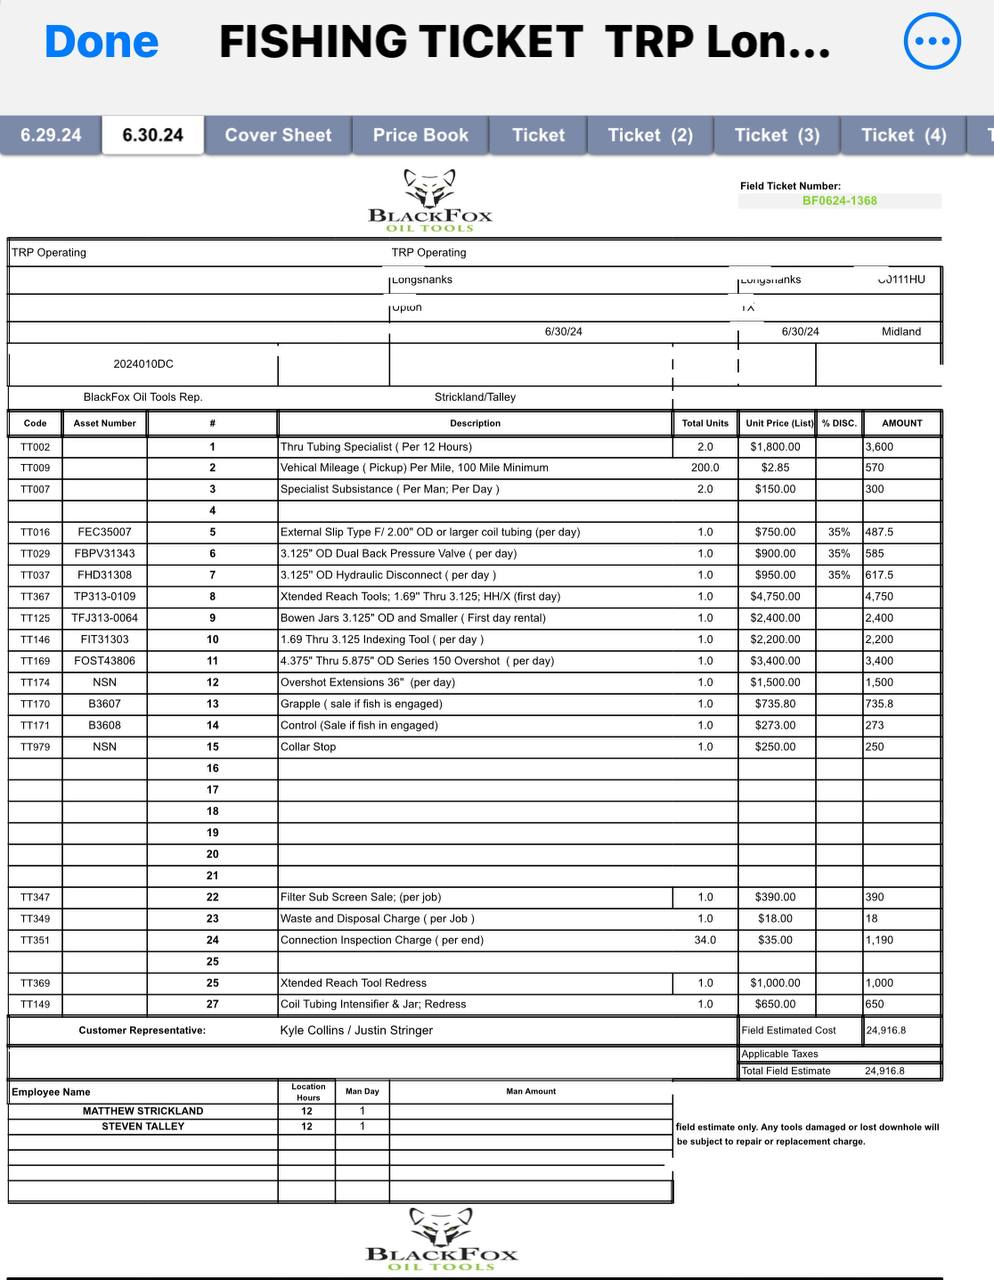 Done FISHING TICKET TRP Lon...
6.29.24 6.30.24 Cover Sheet Price Book Ticket Ticket (2) Ticket (3) Ticket (4) T
BLACKFOX
OIL TOOLS
Field Ticket Number:
BF0624-1368
TRP Operating TRP Operating
Longshanks Longshanks C0111HU
Upton TX
6/30/24 6/30/24 Midland
2024010DC
BlackFox Oil Tools Rep. Strickland/Talley
Code Asset Number # Description Total Units Unit Price (List) % DISC. AMOUNT
TT002 1 Thru Tubing Specialist ( Per 12 Hours) 2.0 $1,800.00 3,600
TT009 2 Vehical Mileage ( Pickup) Per Mile, 100 Mile Minimum 200.0 $2.85 570
TT007 3 Specialist Subsistance ( Per Man; Per Day ) 2.0 $150.00 300
4
TT016 FEC35007 5 External Slip Type F/ 2.00" OD or larger coil tubing (per day) 1.0 $750.00 35% 487.5
TT029 FBPV31343 6 3.125" OD Dual Back Pressure Valve ( per day) 1.0 $900.00 35% 585
TT037 FHD31308 7 3.125" OD Hydraulic Disconnect ( per day ) 1.0 $950.00 35% 617.5
TT367 TP313-0109 8 Xtended Reach Tools; 1.69" Thru 3.125; HH/X (first day) 1.0 $4,750.00 4,750
TT125 TFJ313-0064 9 Bowen Jars 3.125" OD and Smaller ( First day rental) 1.0 $2,400.00 2,400
TT146 FIT31303 10 1.69 Thru 3.125 Indexing Tool ( per day ) 1.0 $2,200.00 2,200
TT169 FOST43806 11 4.375" Thru 5.875" OD Series 150 Overshot ( per day) 1.0 $3,400.00 3,400
TT174 NSN 12 Overshot Extensions 36" (per day) 1.0 $1,500.00 1,500
TT170 B3607 13 Grapple ( sale if fish is engaged) 1.0 $735.80 735.8
TT171 B3608 14 Control (Sale if fish in engaged) 1.0 $273.00 273
TT979 NSN 15 Collar Stop 1.0 $250.00 250
16
17
18
19
20
21
TT347 22 Filter Sub Screen Sale; (per job) 1.0 $390.00 390
TT349 23 Waste and Disposal Charge ( per Job ) 1.0 $18.00 18
TT351 24 Connection Inspection Charge ( per end) 34.0 $35.00 1,190
25
TT369 25 Xtended Reach Tool Redress 1.0 $1,000.00 1,000
TT149 27 Coil Tubing Intensifier & Jar; Redress 1.0 $650.00 650
Customer Representative: Kyle Collins / Justin Stringer Field Estimated Cost 24,916.8
Applicable Taxes
Total Field Estimate 24,916.8
Employee Name Location Hours Man Day Man Amount
MATTHEW STRICKLAND 12 1
STEVEN TALLEY 12 1
field estimate only. Any tools damaged or lost downhole will
be subject to repair or replacement charge.
BLACKFOX
OIL TOOLS